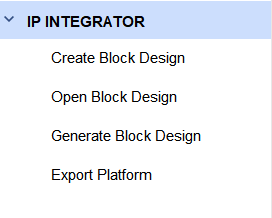 IP INTEGRATOR
Create Block Design
Open Block Design
Generate Block Design
Export Platform